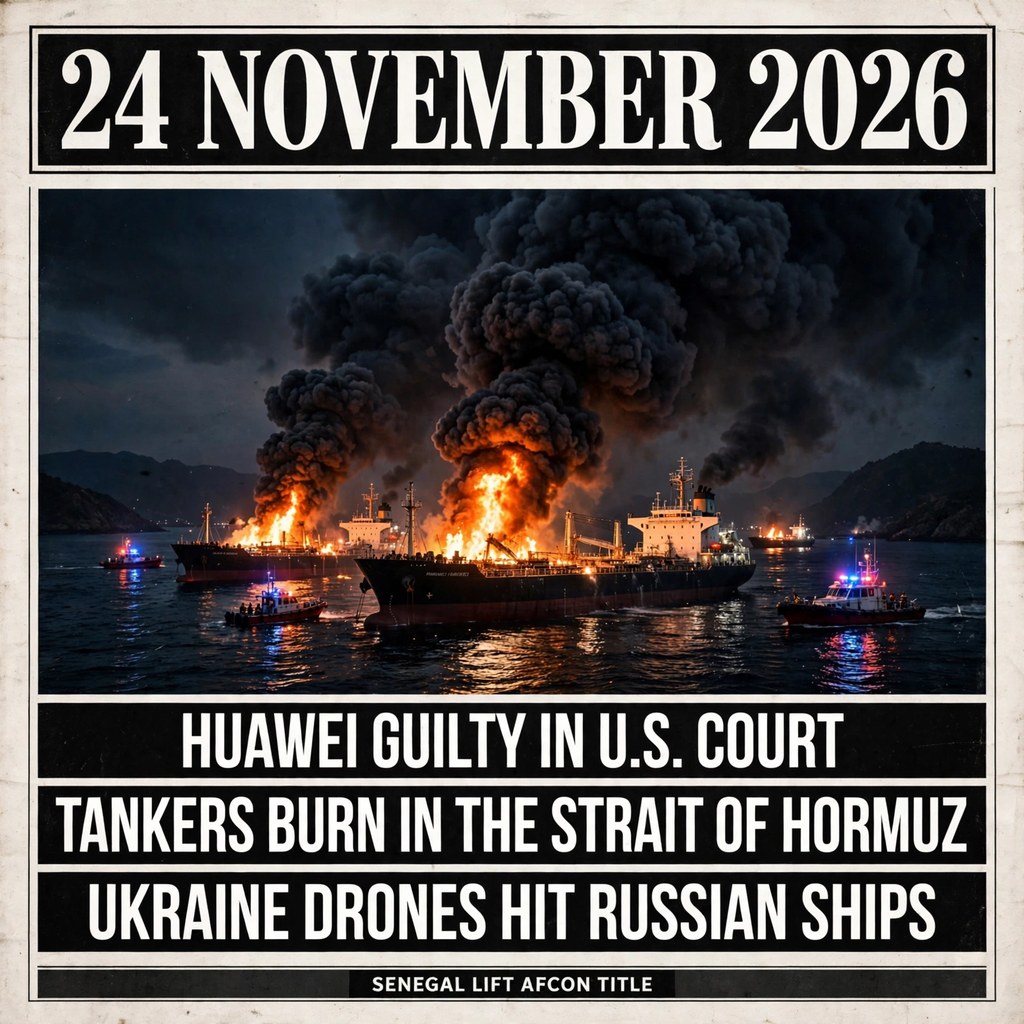 24 NOVEMBER 2026
HUAWEI GUILTY IN U.S. COURT
TANKERS BURN IN THE STRAIT OF HORMUZ
UKRAINE DRONES HIT RUSSIAN SHIPS
SENEGAL LIFT AFCON TITLE